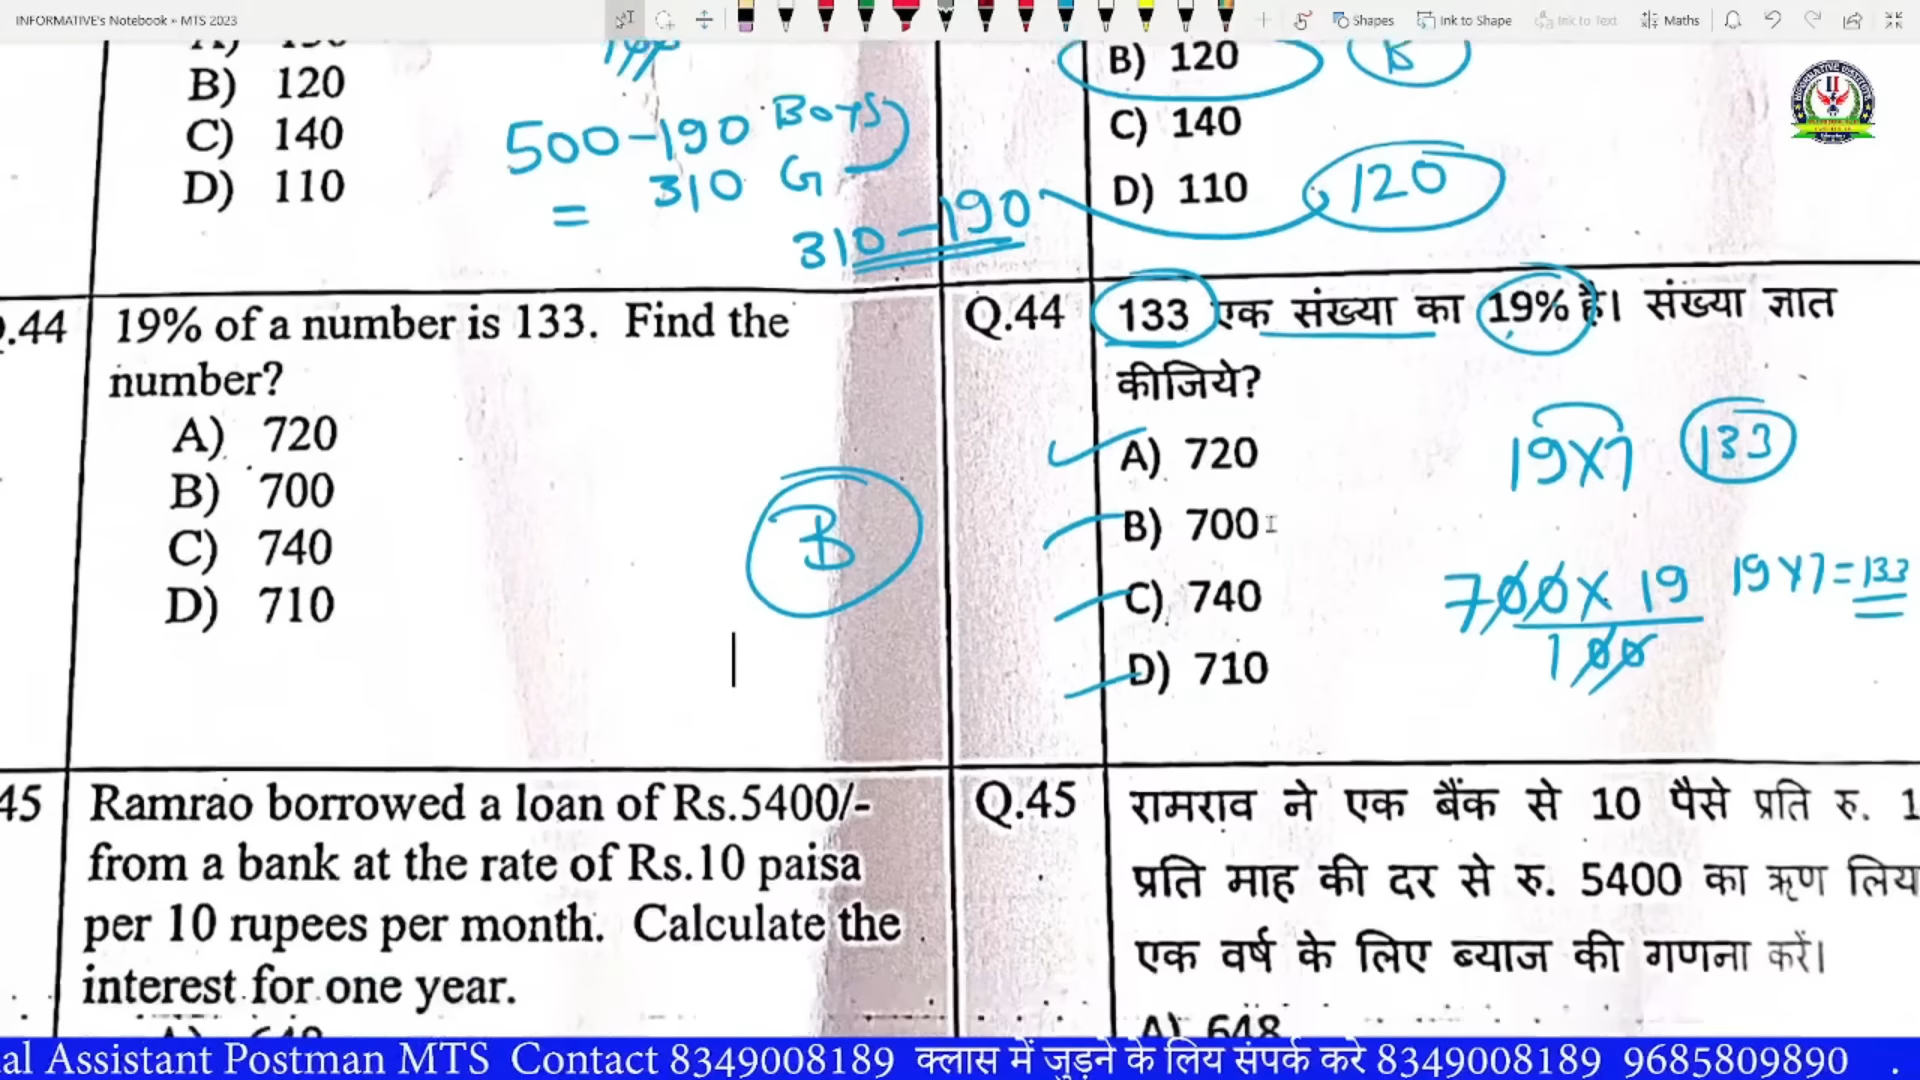 INFORMATIVE's Notebook » MTS 2023
Shapes
Ink to Shape
Ink to Text
Maths
B) 120
C) 140
D) 110
500-190 Boys
= 310 G
310-190
B) 120
B
C) 140
D) 110
120
.44
19% of a number is 133. Find the
number?
A) 720
B) 700
C) 740
D) 710
B
Q.44
133 एक संख्या का 19% है। संख्या ज्ञात
कीजिये?
A) 720
B) 700
C) 740
D) 710
19×7 133
700 × 19
100
19×7=133
45
Ramrao borrowed a loan of Rs.5400/-
from a bank at the rate of Rs.10 paisa
per 10 rupees per month. Calculate the
interest for one year.
Q.45
रामराव ने एक बैंक से 10 पैसे प्रति रु. 1
प्रति माह की दर से रु. 5400 का ऋण लिय
एक वर्ष के लिए ब्याज की गणना करें।
A) 648
al Assistant Postman MTS Contact 8349008189 क्लास में जुड़ने के लिय संपर्क करे 8349008189 9685809890 .